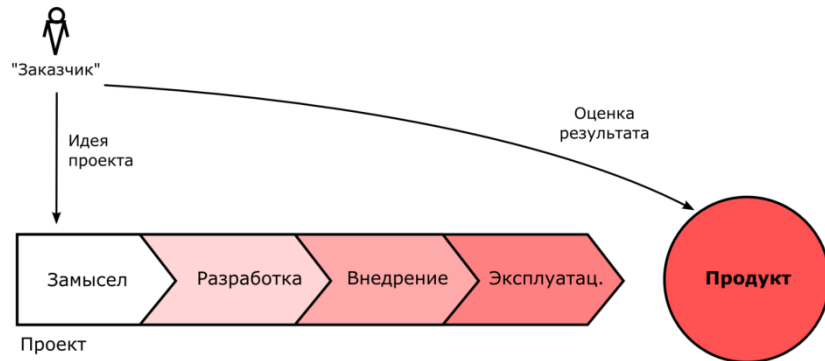 "Заказчик"
Идея
проекта
Оценка
результата
Замысел
Разработка
Внедрение
Эксплуатац.
Продукт
Проект